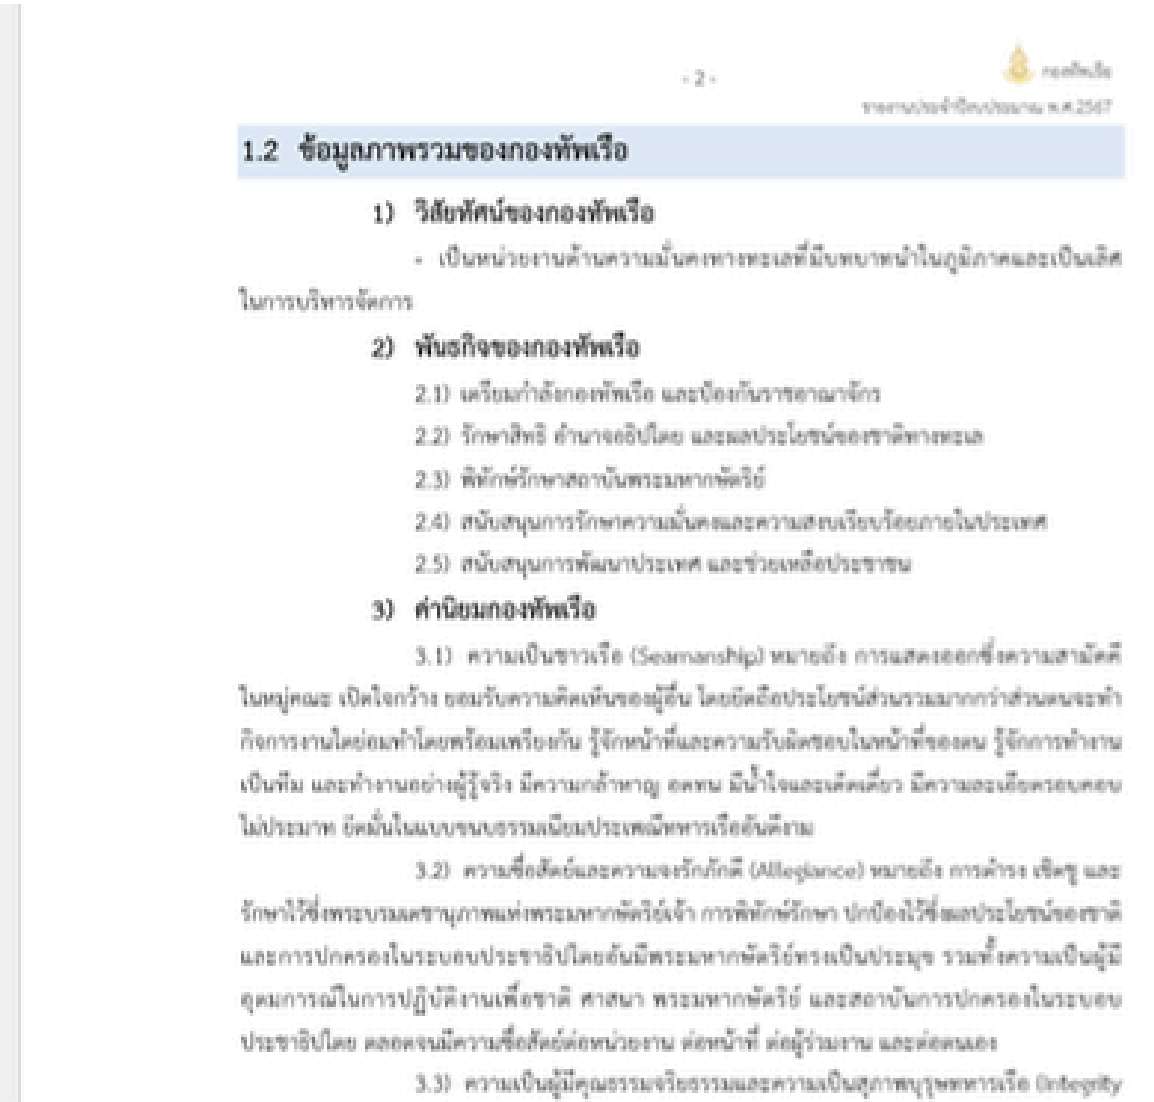 - 2 -
กองทัพเรือ
รายงานประจำปีงบประมาณ พ.ศ.2567
1.2 ข้อมูลภาพรวมของกองทัพเรือ
1) วิสัยทัศน์ของกองทัพเรือ
- เป็นหน่วยงานด้านความมั่นคงทางทะเลที่มีบทบาทนำในภูมิภาคและเป็นเลิศ
ในการบริหารจัดการ
2) พันธกิจของกองทัพเรือ
2.1) เตรียมกำลังกองทัพเรือ และป้องกันราชอาณาจักร
2.2) รักษาสิทธิ อำนาจอธิปไตย และผลประโยชน์ของชาติทางทะเล
2.3) พิทักษ์รักษาสถาบันพระมหากษัตริย์
2.4) สนับสนุนการรักษาความมั่นคงและความสงบเรียบร้อยภายในประเทศ
2.5) สนับสนุนการพัฒนาประเทศ และช่วยเหลือประชาชน
3) ค่านิยมกองทัพเรือ
3.1) ความเป็นชาวเรือ (Seamanship) หมายถึง การแสดงออกซึ่งความสามัคคี
ในหมู่คณะ เปิดใจกว้าง ยอมรับความคิดเห็นของผู้อื่น โดยยึดถือประโยชน์ส่วนรวมมากกว่าส่วนตนจะทำ
กิจการงานใดย่อมทำโดยพร้อมเพรียงกัน รู้จักหน้าที่และความรับผิดชอบในหน้าที่ของตน รู้จักการทำงาน
เป็นทีม และทำงานอย่างผู้รู้จริง มีความกล้าหาญ อดทน มีน้ำใจและเด็ดเดี่ยว มีความละเอียดรอบคอบ
ไม่ประมาท ยึดมั่นในแบบขนบธรรมเนียมประเพณีทหารเรืออันดีงาม
3.2) ความซื่อสัตย์และความจงรักภักดี (Allegiance) หมายถึง การดำรง เชิดชู และ
รักษาไว้ซึ่งพระบรมเดชานุภาพแห่งพระมหากษัตริย์เจ้า การพิทักษ์รักษา ปกป้องไว้ซึ่งผลประโยชน์ของชาติ
และการปกครองในระบอบประชาธิปไตยอันมีพระมหากษัตริย์ทรงเป็นประมุข รวมทั้งความเป็นผู้มี
อุดมการณ์ในการปฏิบัติงานเพื่อชาติ ศาสนา พระมหากษัตริย์ และสถาบันการปกครองในระบอบ
ประชาธิปไตย ตลอดจนมีความซื่อสัตย์ต่อหน่วยงาน ต่อหน้าที่ ต่อผู้ร่วมงาน และต่อตนเอง
3.3) ความเป็นผู้มีคุณธรรมจริยธรรมและความเป็นสุภาพบุรุษทหารเรือ (Integrity